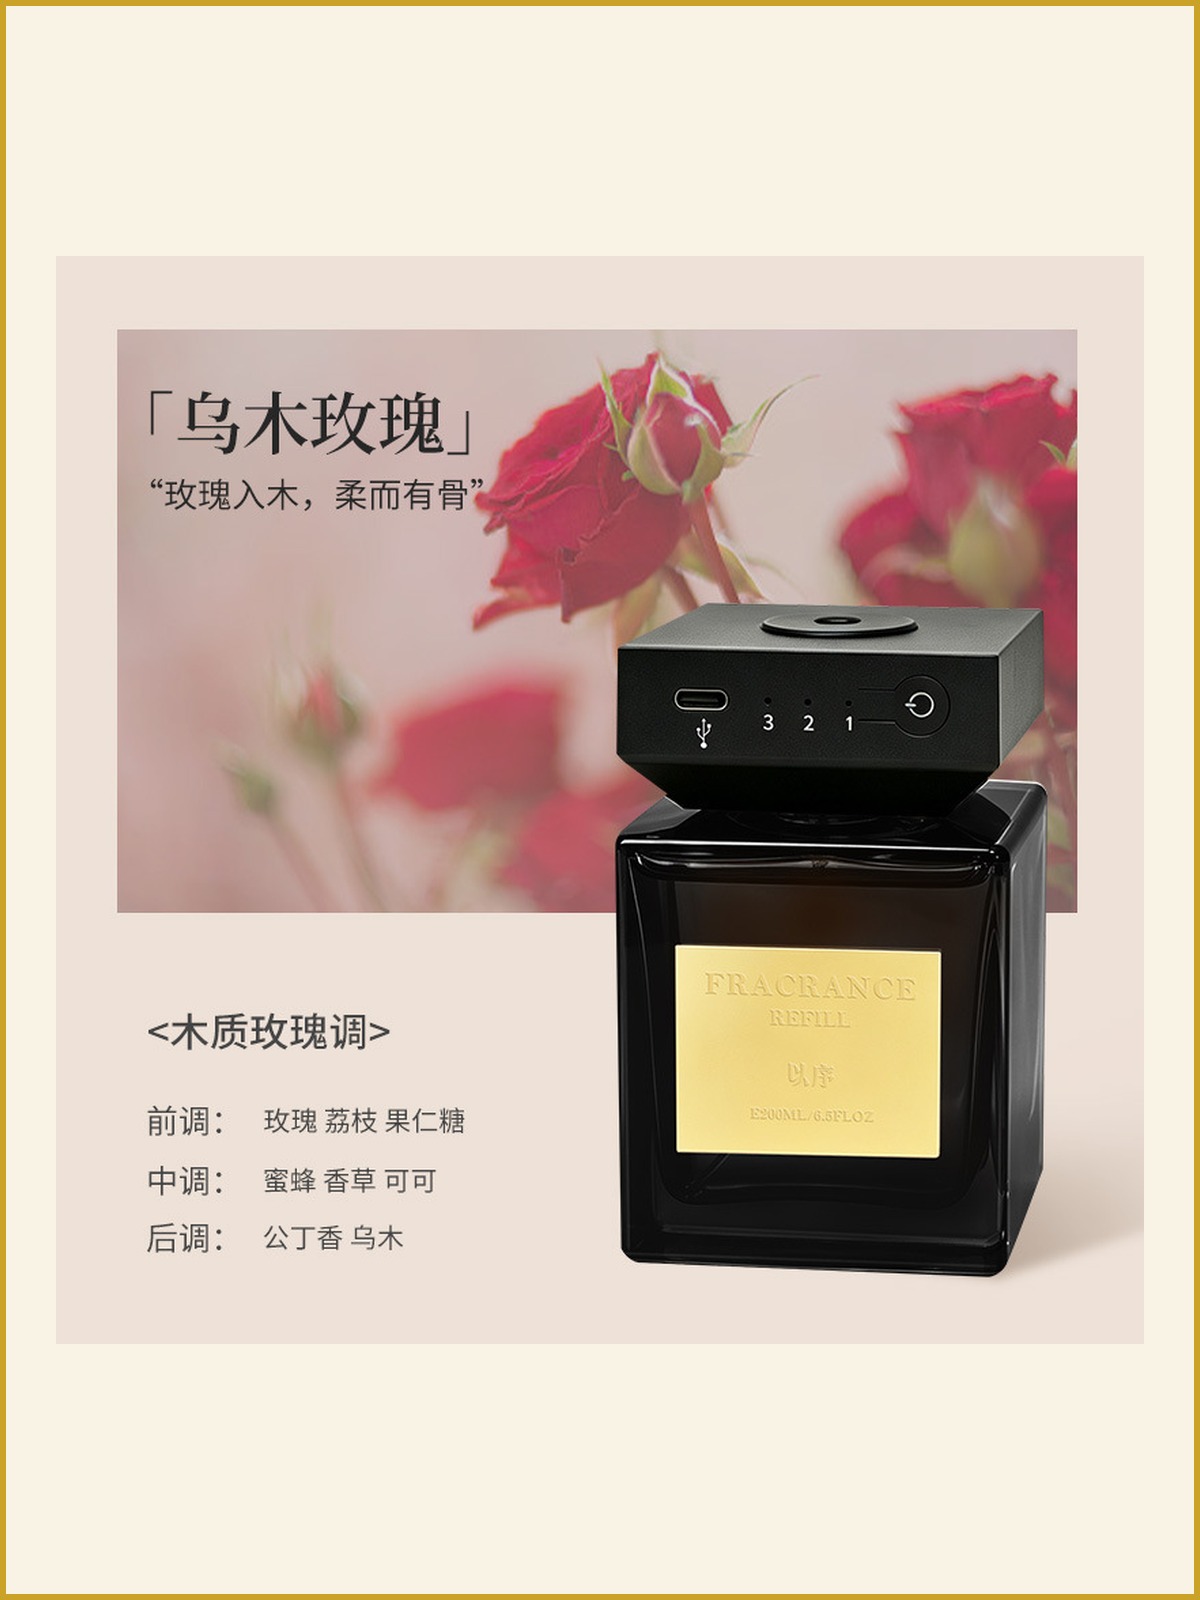 「乌木玫瑰」
“玫瑰入木，柔而有骨”
3 2 1
FRAGRANCE
REFILL
以序
E200ML/6.5FLOZ
<木质玫瑰调>
前调： 玫瑰 荔枝 果仁糖
中调： 蜜蜂 香草 可可
后调： 公丁香 乌木